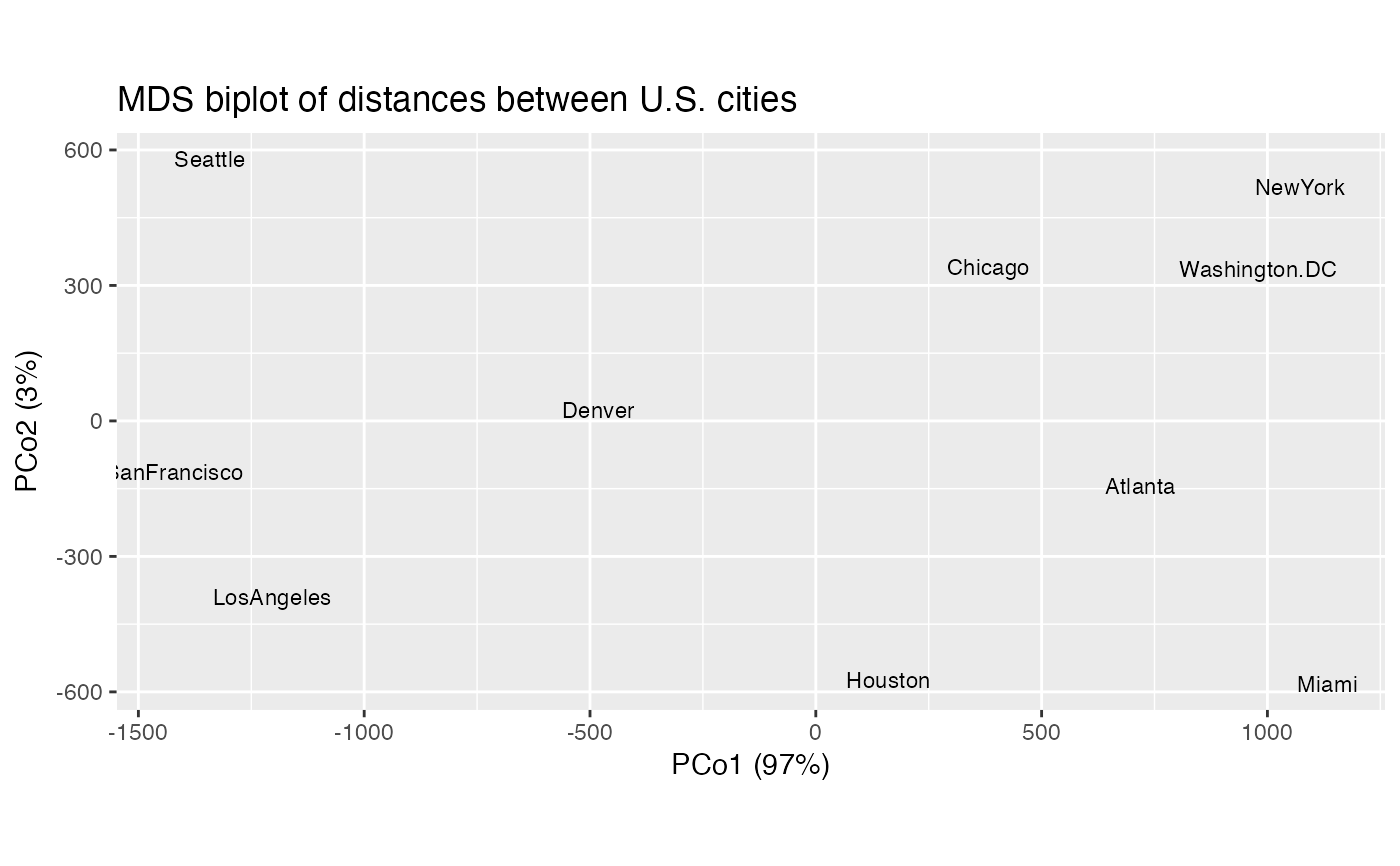 MDS biplot of distances between U.S. cities
600
Seattle
NewYork
Chicago
Washington.DC
300
PCo2 (3%)
Denver
0
SanFrancisco
Atlanta
-300
LosAngeles
Houston
Miami
-600
-1500 -1000 -500 0 500 1000
PCo1 (97%)